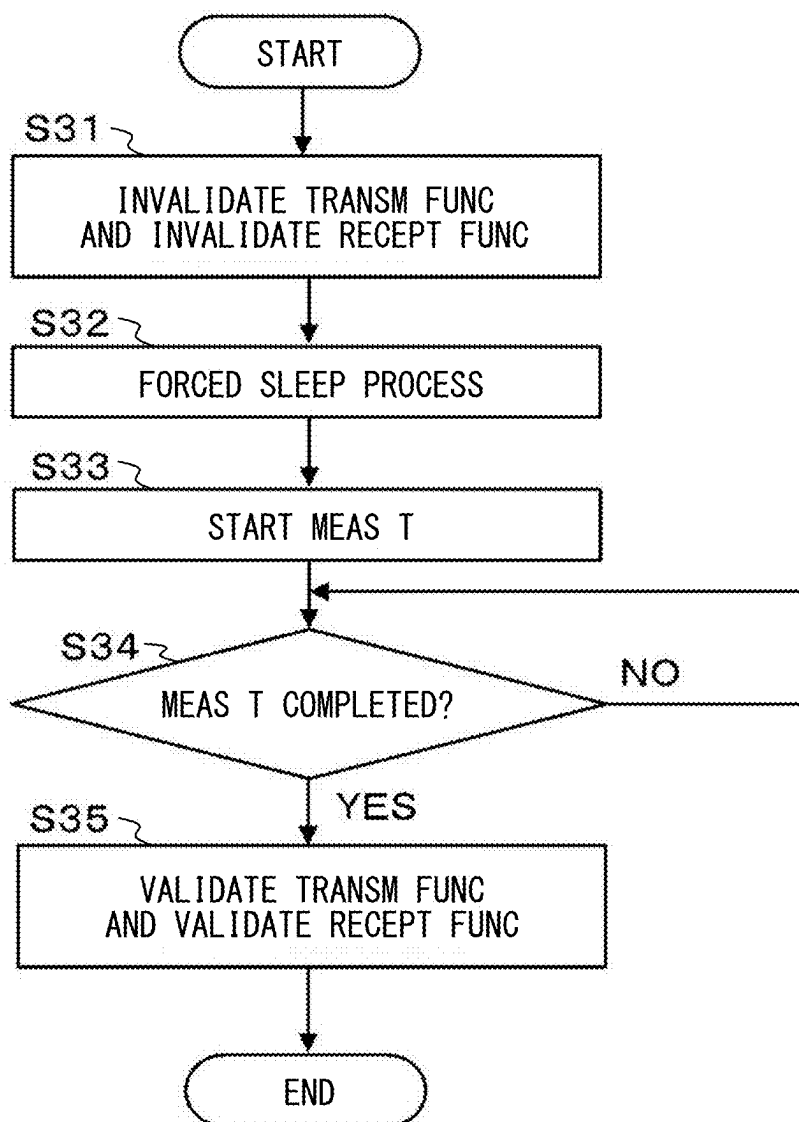 START
S31
INVALIDATE TRANSM FUNC
AND INVALIDATE RECEPT FUNC
S32
FORCED SLEEP PROCESS
S33
START MEAS T
S34
MEAS T COMPLETED?
NO
YES
S35
VALIDATE TRANSM FUNC
AND VALIDATE RECEPT FUNC
END